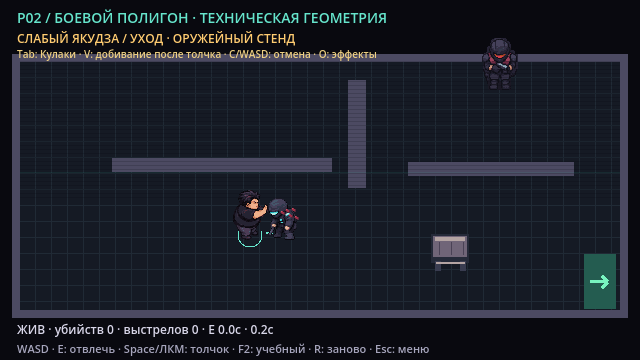 P02 / БОЕВОЙ ПОЛИГОН · ТЕХНИЧЕСКАЯ ГЕОМЕТРИЯ
СЛАБЫЙ ЯКУДЗА / УХОД · ОРУЖЕЙНЫЙ СТЕНД
Tab: Кулаки · V: добивание после толчка · C/WASD: отмена · O: эффекты
ЖИВ · убийств 0 · выстрелов 0 · E 0.0с · 0.2с
WASD · E: отвлечь · Space/ЛКМ: толчок · F2: учебный · R: заново · Esc: меню